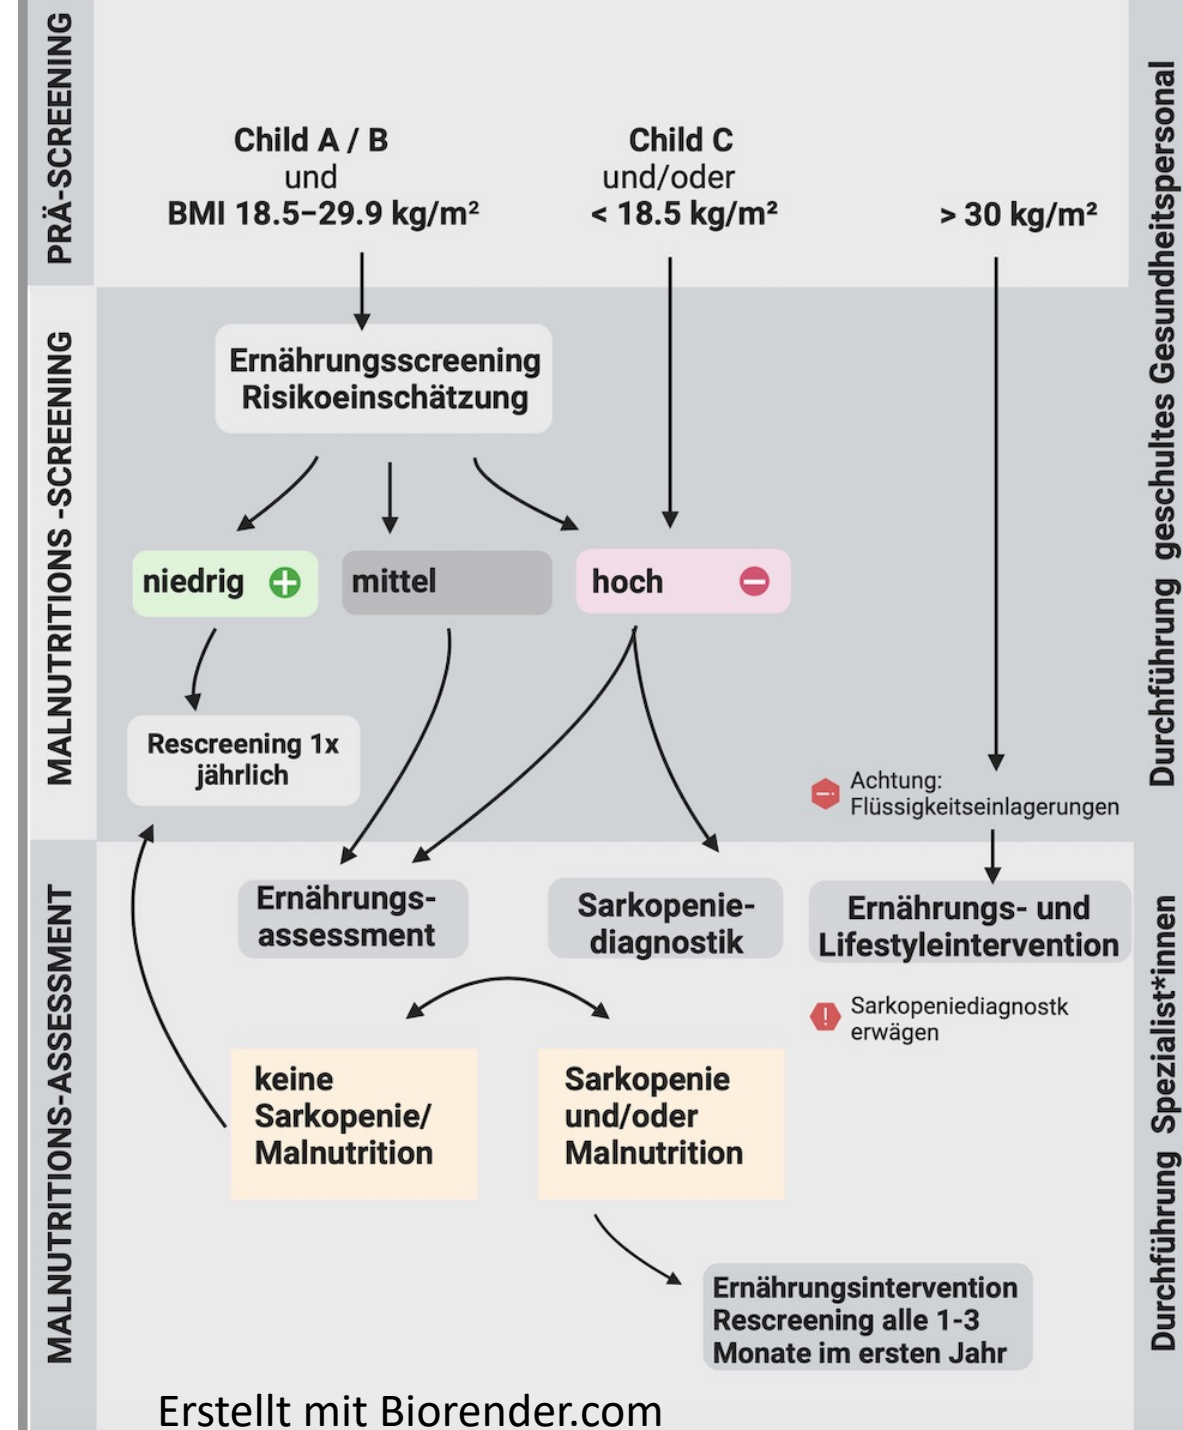 PRÄ-SCREENING
Child A / B
und
BMI 18.5–29.9 kg/m²
Child C
und/oder
< 18.5 kg/m²
> 30 kg/m²
Durchführung geschultes Gesundheitspersonal
MALNUTRITIONS -SCREENING
Ernährungsscreening
Risikoeinschätzung
niedrig
mittel
hoch
Rescreening 1x
jährlich
Achtung:
Flüssigkeitseinlagerungen
MALNUTRITIONS-ASSESSMENT
Ernährungs-
assessment
Sarkopenie-
diagnostik
Ernährungs- und
Lifestyleintervention
Sarkopeniediagnostk
erwägen
Durchführung Spezialist*innen
keine
Sarkopenie/
Malnutrition
Sarkopenie
und/oder
Malnutrition
Ernährungsintervention
Rescreening alle 1-3
Monate im ersten Jahr
Erstellt mit Biorender.com